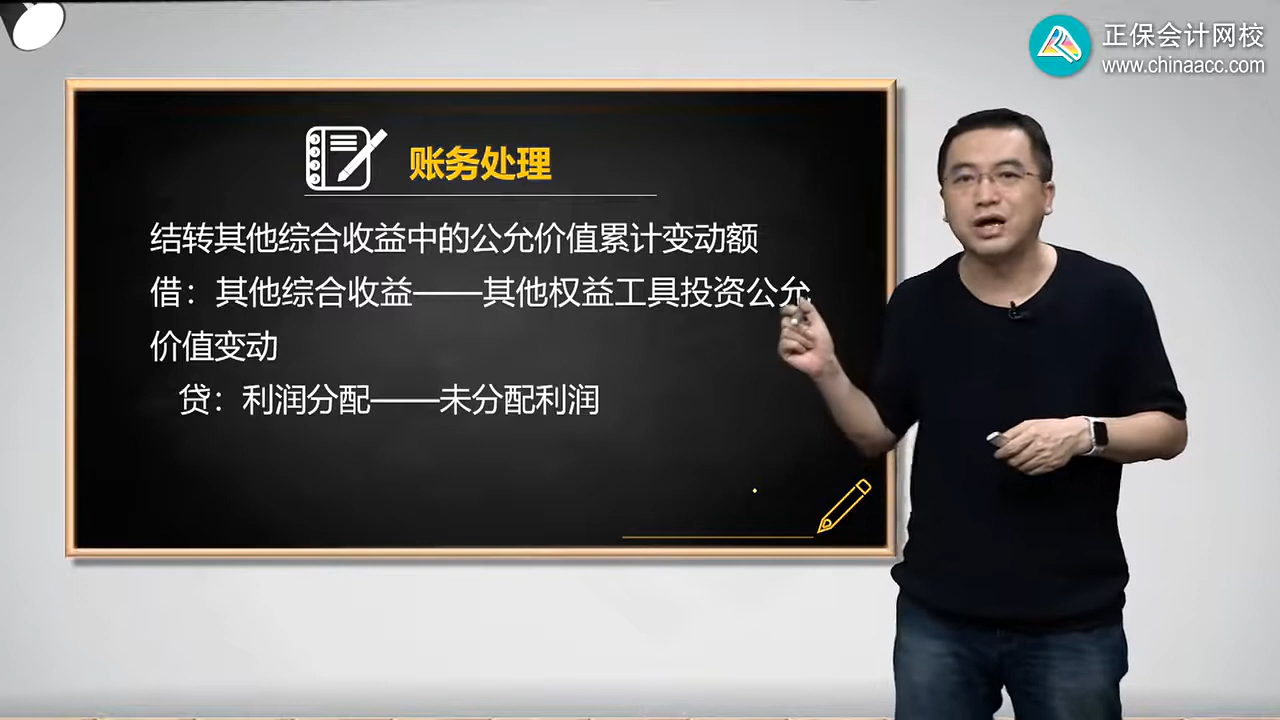 正保会计网校
www.chinaacc.com
账务处理
结转其他综合收益中的公允价值累计变动额
借：其他综合收益——其他权益工具投资公允
价值变动
贷：利润分配——未分配利润